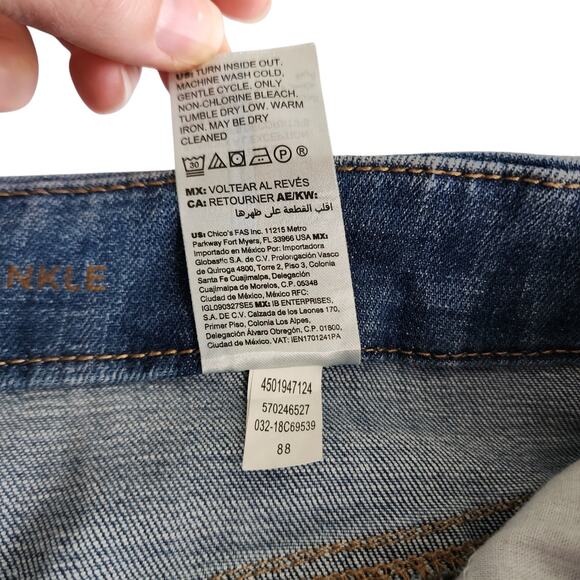 US: TURN INSIDE OUT.
MACHINE WASH COLD,
GENTLE CYCLE. ONLY
NON-CHLORINE BLEACH.
TUMBLE DRY LOW. WARM
IRON. MAY BE DRY
CLEANED
30 P ®
MX: VOLTEAR AL REVÉS
CA: RETOURNER AE/KW:
اقلب القطعة على ظهرها
US: Chico's FAS Inc. 11215 Metro
Parkway Fort Myers, FL 33966 USA MX:
Importado en México Por: Importadora
Globastic S.A. de C.V. Prolongación Vasco
de Quiroga 4800, Torre 2, Piso 3, Colonia
Santa Fe Cuajimalpa, Delegación
Cuajimalpa de Morelos, C.P. 05348
Ciudad de México, México RFC:
IGL090327SE5 MX: IB ENTERPRISES,
S.A. DE C.V. Calzada de los Leones 170,
Primer Piso, Colonia Los Alpes,
Delegación Álvaro Obregón, C.P. 01800,
Ciudad de México. VAT: IEN1701241PA
NKLE
4501947124
570246527
032-18C69539
88